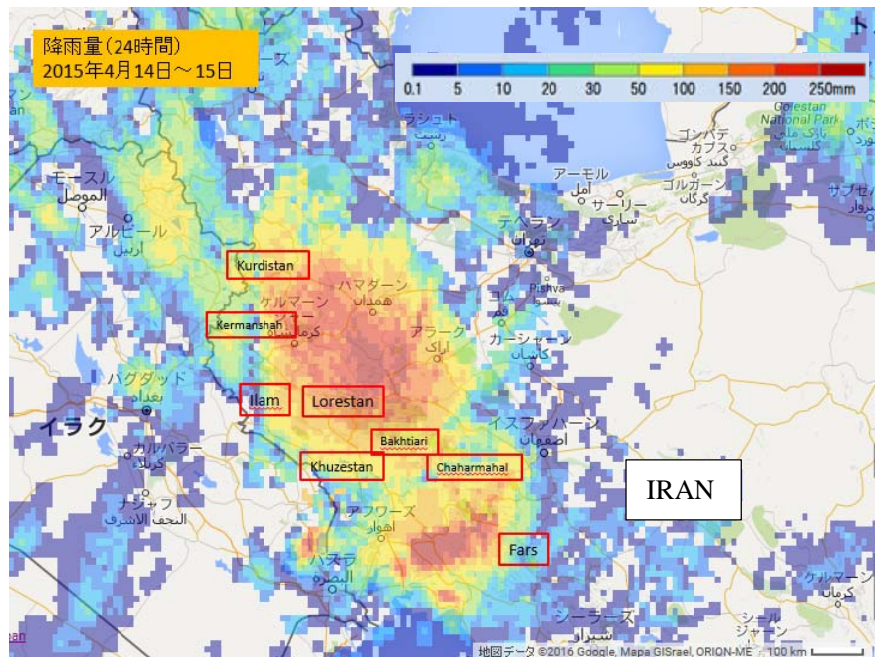 降雨量(24時間)
2015年4月14日～15日
0.1 5 10 20 30 50 100 150 200 250mm
Golestan
National Park
ラシュト
رشت
ゴンバデ
カブス
گنبد کاووس
アーモル
آمل
ゴルガーン
گرگان
サーリー
ساری
モースル
الموصل
アルビール
أربيل
テヘラン
تهران
Kurdistan
Pishva
پیشوا
ハマダーン
همدان
ケルマーン
シャー
کرمانشاه
Kermanshah
コム
قم
アラーク
اراک
カーシャーン
کاشان
バグダッド
بغداد
Ilam
Lorestan
イラク
イスファハーン
اصفهان
Bakhtiari
カルバラー
كربلاء
Khuzestan
Chaharmahal
IRAN
ナジャフ
النجف الاشرف
アフワーズ
اهواز
Fars
バスラ
البصرة
ケルマーン
کرمان
シーラーズ
شیراز
シール
ジャーン
地図データ ©2016 Google, Mapa GISrael, ORION-ME
100 km